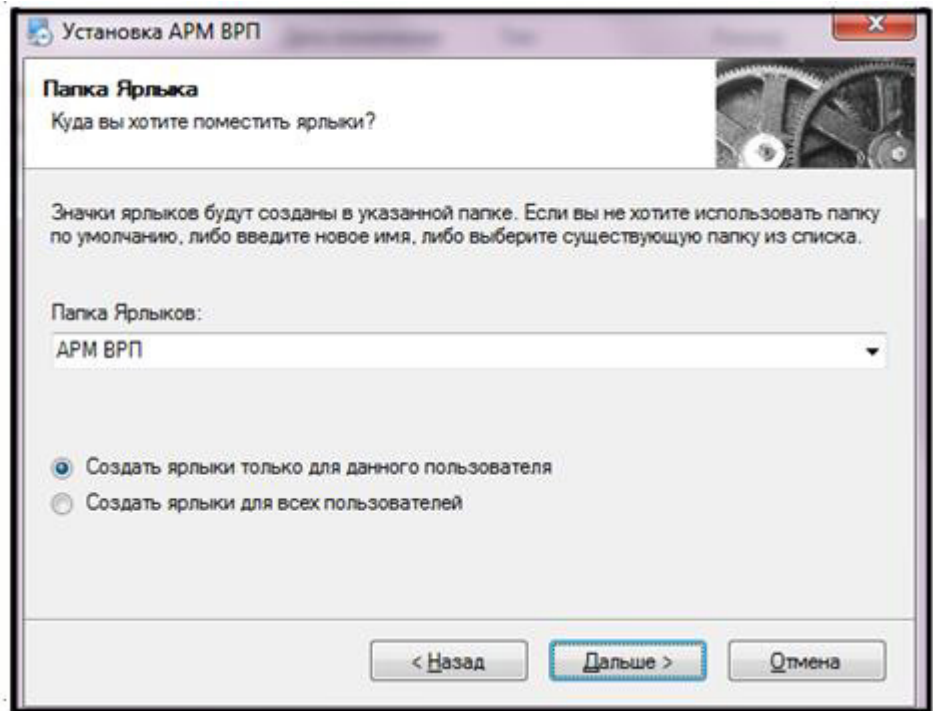 Установка АРМ ВРП
Папка Ярлыка
Куда вы хотите поместить ярлыки?
Значки ярлыков будут созданы в указанной папке. Если вы не хотите использовать папку
по умолчанию, либо введите новое имя, либо выберите существующую папку из списка.
Папка Ярлыков:
АРМ ВРП
Создать ярлыки только для данного пользователя
Создать ярлыки для всех пользователей
< Назад Дальше > Отмена